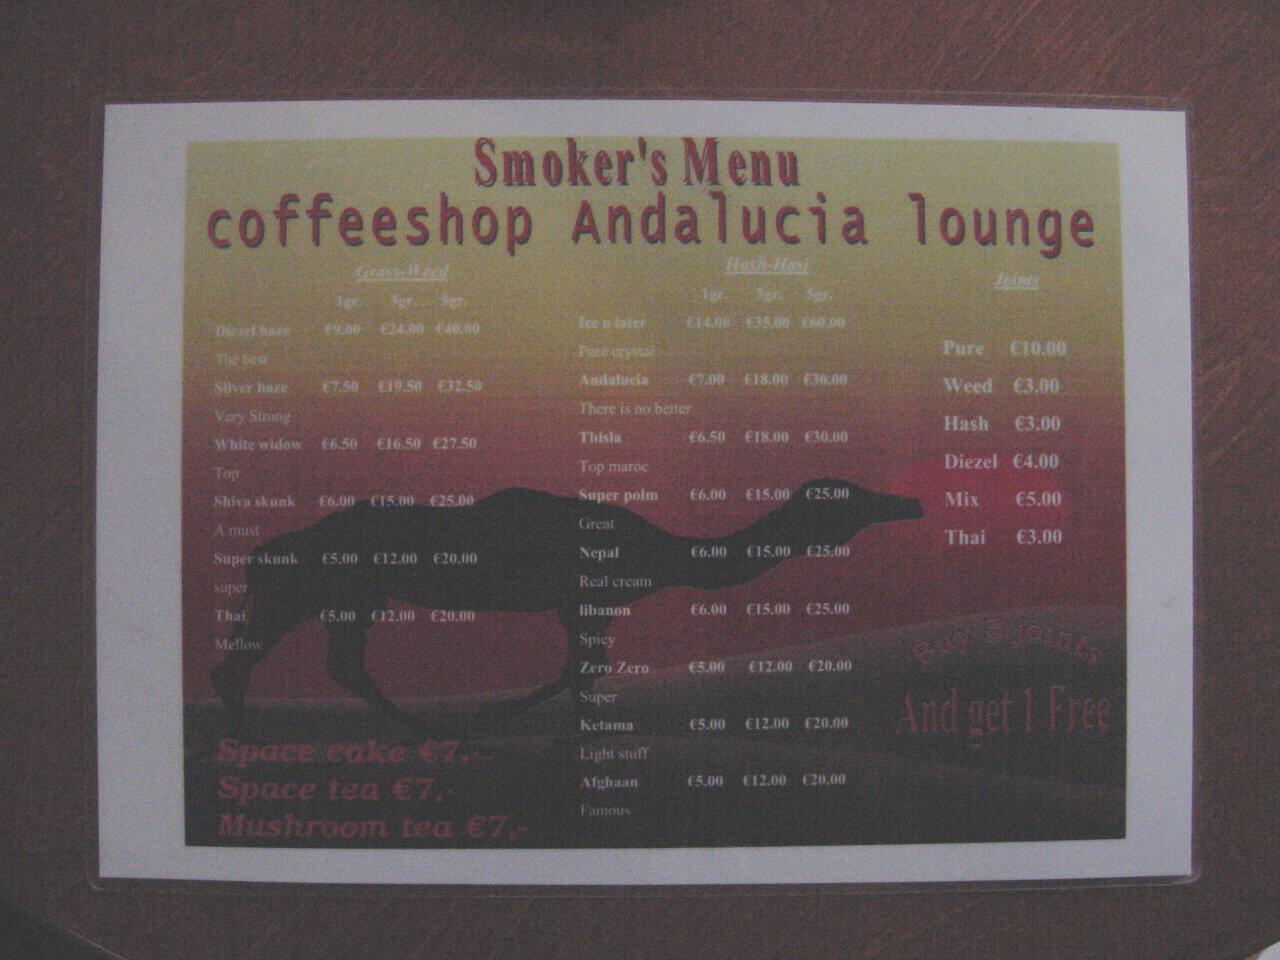 Smoker's Menu
coffeeshop Andalucia lounge
Grass-Weed
1gr. 3gr. 5gr.
Diezel haze €9.00 €24.00 €40.00
The best
Silver haze €7.50 €19.50 €32.50
Very Strong
White widow €6.50 €16.50 €27.50
Top
Shiva skunk €6.00 €15.00 €25.00
A must
Super skunk €5.00 €12.00 €20.00
super
Thai €5.00 €12.00 €20.00
Mellow
Space cake €7,-
Space tea €7,-
Mushroom tea €7,-
Hash-Hasj
1gr. 3gr. 5gr.
Ice o later €14.00 €35.00 €60.00
Pure crystal
Andalucia €7.00 €18.00 €30.00
There is no better
Tbisla €6.50 €18.00 €30.00
Top maroc
Super polm €6.00 €15.00 €25.00
Great
Nepal €6.00 €15.00 €25.00
Real cream
libanon €6.00 €15.00 €25.00
Spicy
Zero Zero €5.00 €12.00 €20.00
Super
Ketama €5.00 €12.00 €20.00
Light stuff
Afghaan €5.00 €12.00 €20.00
Famous
Joints
Pure €10.00
Weed €3.00
Hash €3.00
Diezel €4.00
Mix €5.00
Thai €3.00
Buy 5 joints
And get 1 Free